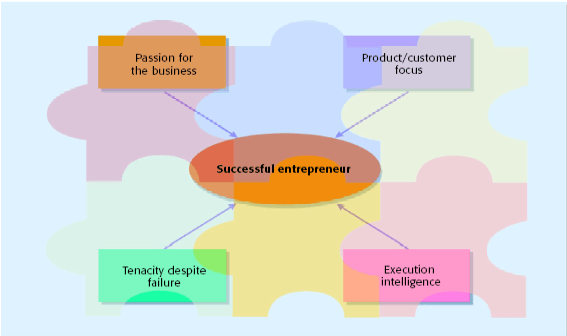 Passion for
the business
Product/customer
focus
Successful entrepreneur
Tenacity despite
failure
Execution
intelligence